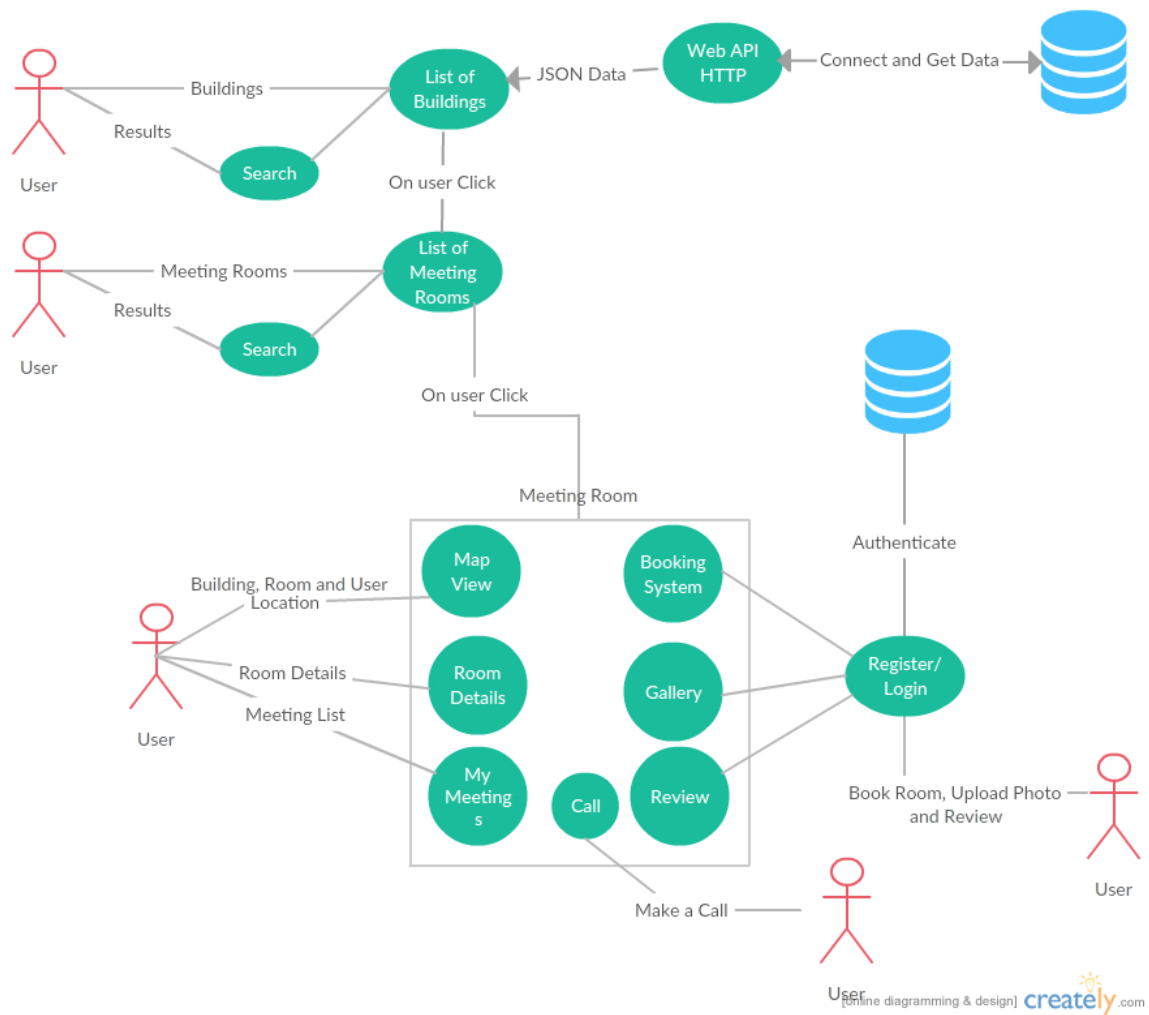 Web API
HTTP
Connect and Get Data
List of
Buildings
JSON Data
Buildings
Results
Search
User
On user Click
List of
Meeting
Rooms
Meeting Rooms
Results
Search
User
On user Click
Meeting Room
Authenticate
Map
View
Booking
System
Building, Room and User
Location
Register/
Login
Room
Details
Gallery
Room Details
Meeting List
User
My
Meeting
s
Call
Review
Book Room, Upload Photo
and Review
User
Make a Call
User
[online diagramming & design] creately.com